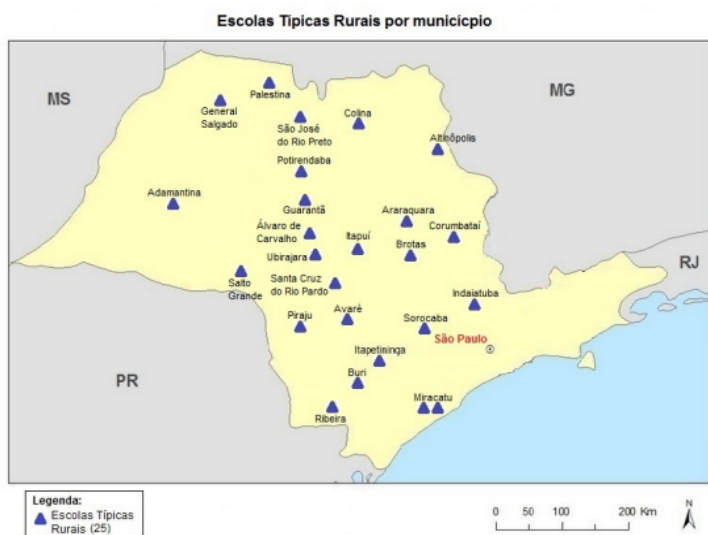 Escolas Típicas Rurais por municícpio
MS
MG
Palestina
General
Salgado
São José
do Rio Preto
Colina
Altinópolis
Potirendaba
Adamantina
Guarantã
Araraquara
Álvaro de
Carvalho
Itapuí
Corumbataí
Ubirajara
Brotas
RJ
Salto
Grande
Santa Cruz
do Rio Pardo
Indaiatuba
Piraju
Avaré
Sorocaba
São Paulo
Itapetininga
PR
Buri
Ribeira
Miracatu
Legenda:
Escolas Típicas
Rurais (25)
0 50 100 200 Km
N